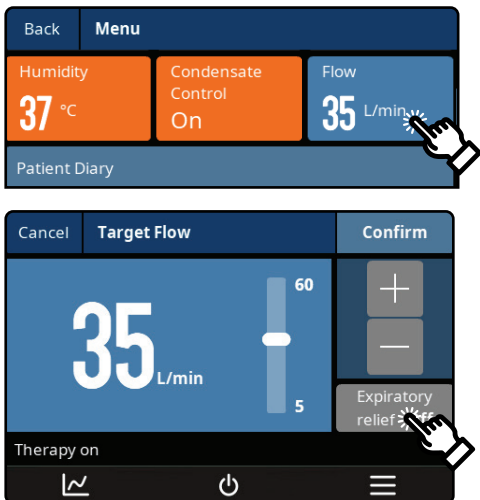 Back Menu
Humidity Condensate Control Flow
37 °C On 35 L/min
Patient Diary
Cancel Target Flow Confirm
60
35 L/min
5
Expiratory
relief
Therapy on